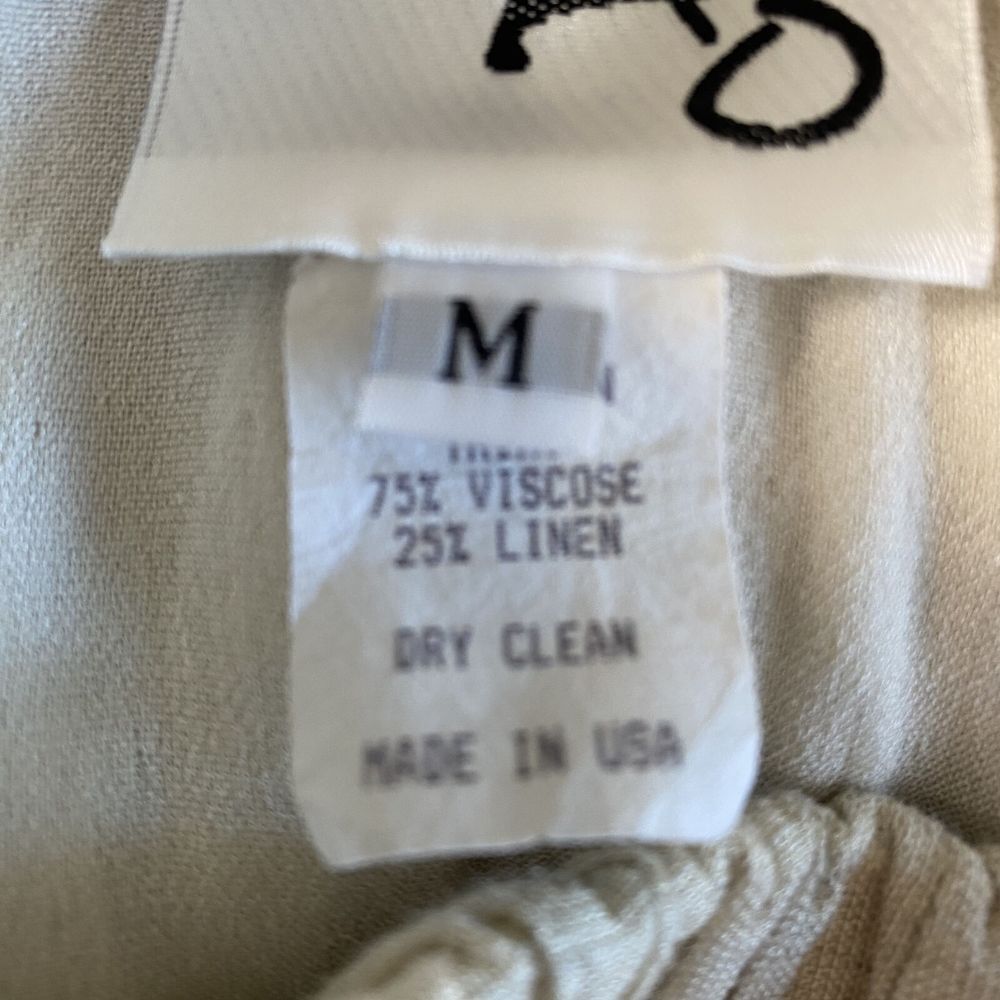 M
75% VISCOSE
25% LINEN
DRY CLEAN
MADE IN USA